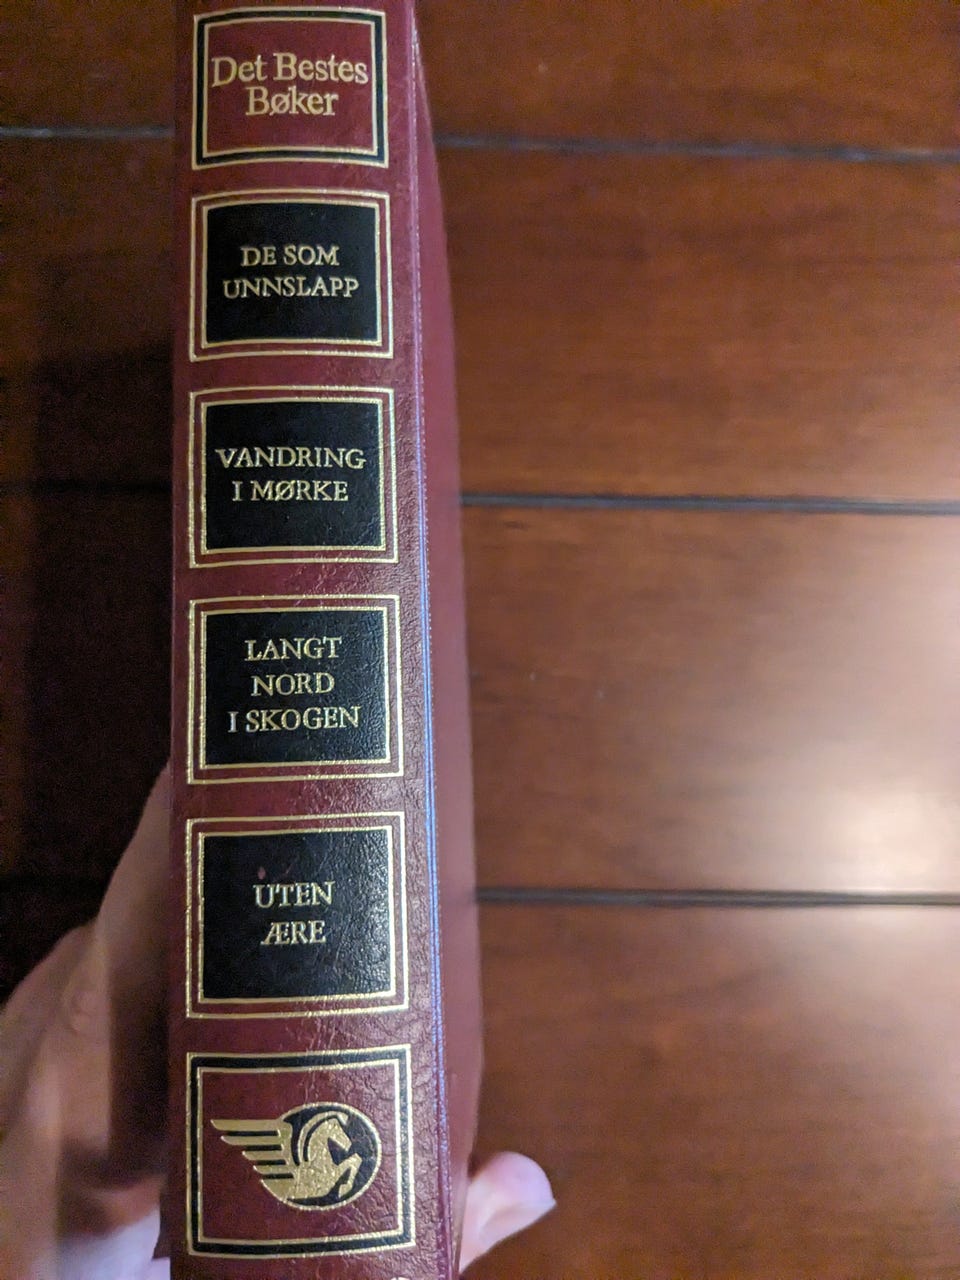 Det Bestes
Bøker
DE SOM
UNNSLAPP
VANDRING
I MØRKE
LANGT
NORD
I SKOGEN
UTEN
ÆRE